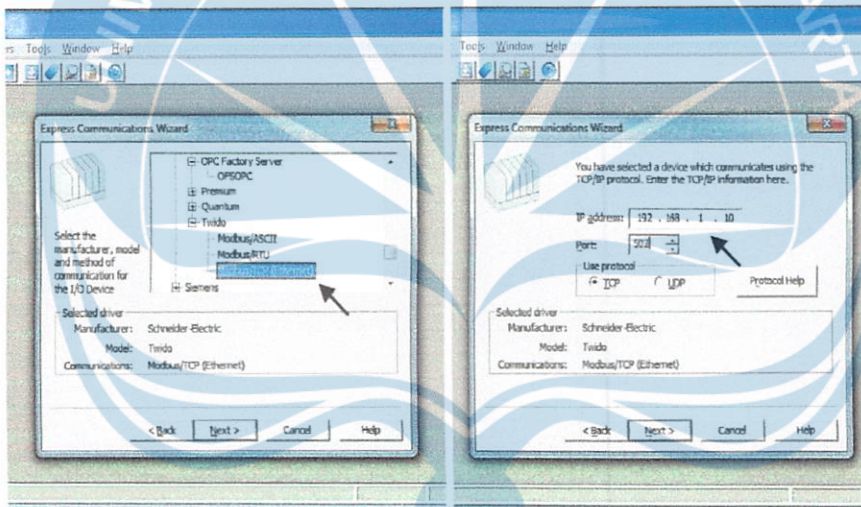 Tools Window Help
Express Communications Wizard
OPC Factory Server
OFSOPC
Premium
Quantum
Twido
Modbus/ASCII
Modbus/RTU
Modbus/TCP (Ethernet)
Siemens
Select the
manufacturer, model
and method of
communication for
the I/O Device
Selected driver
Manufacturer: Schneider-Electric
Model: Twido
Communications: Modbus/TCP (Ethernet)
< Back Next > Cancel Help
Tools Window Help
Express Communications Wizard
You have selected a device which communicates using the
TCP/IP protocol. Enter the TCP/IP information here.
IP address: 192 . 168 . 1 . 10
Port: 502
Use protocol
TCP UDP
Protocol Help
Selected driver
Manufacturer: Schneider-Electric
Model: Twido
Communications: Modbus/TCP (Ethernet)
< Back Next > Cancel Help